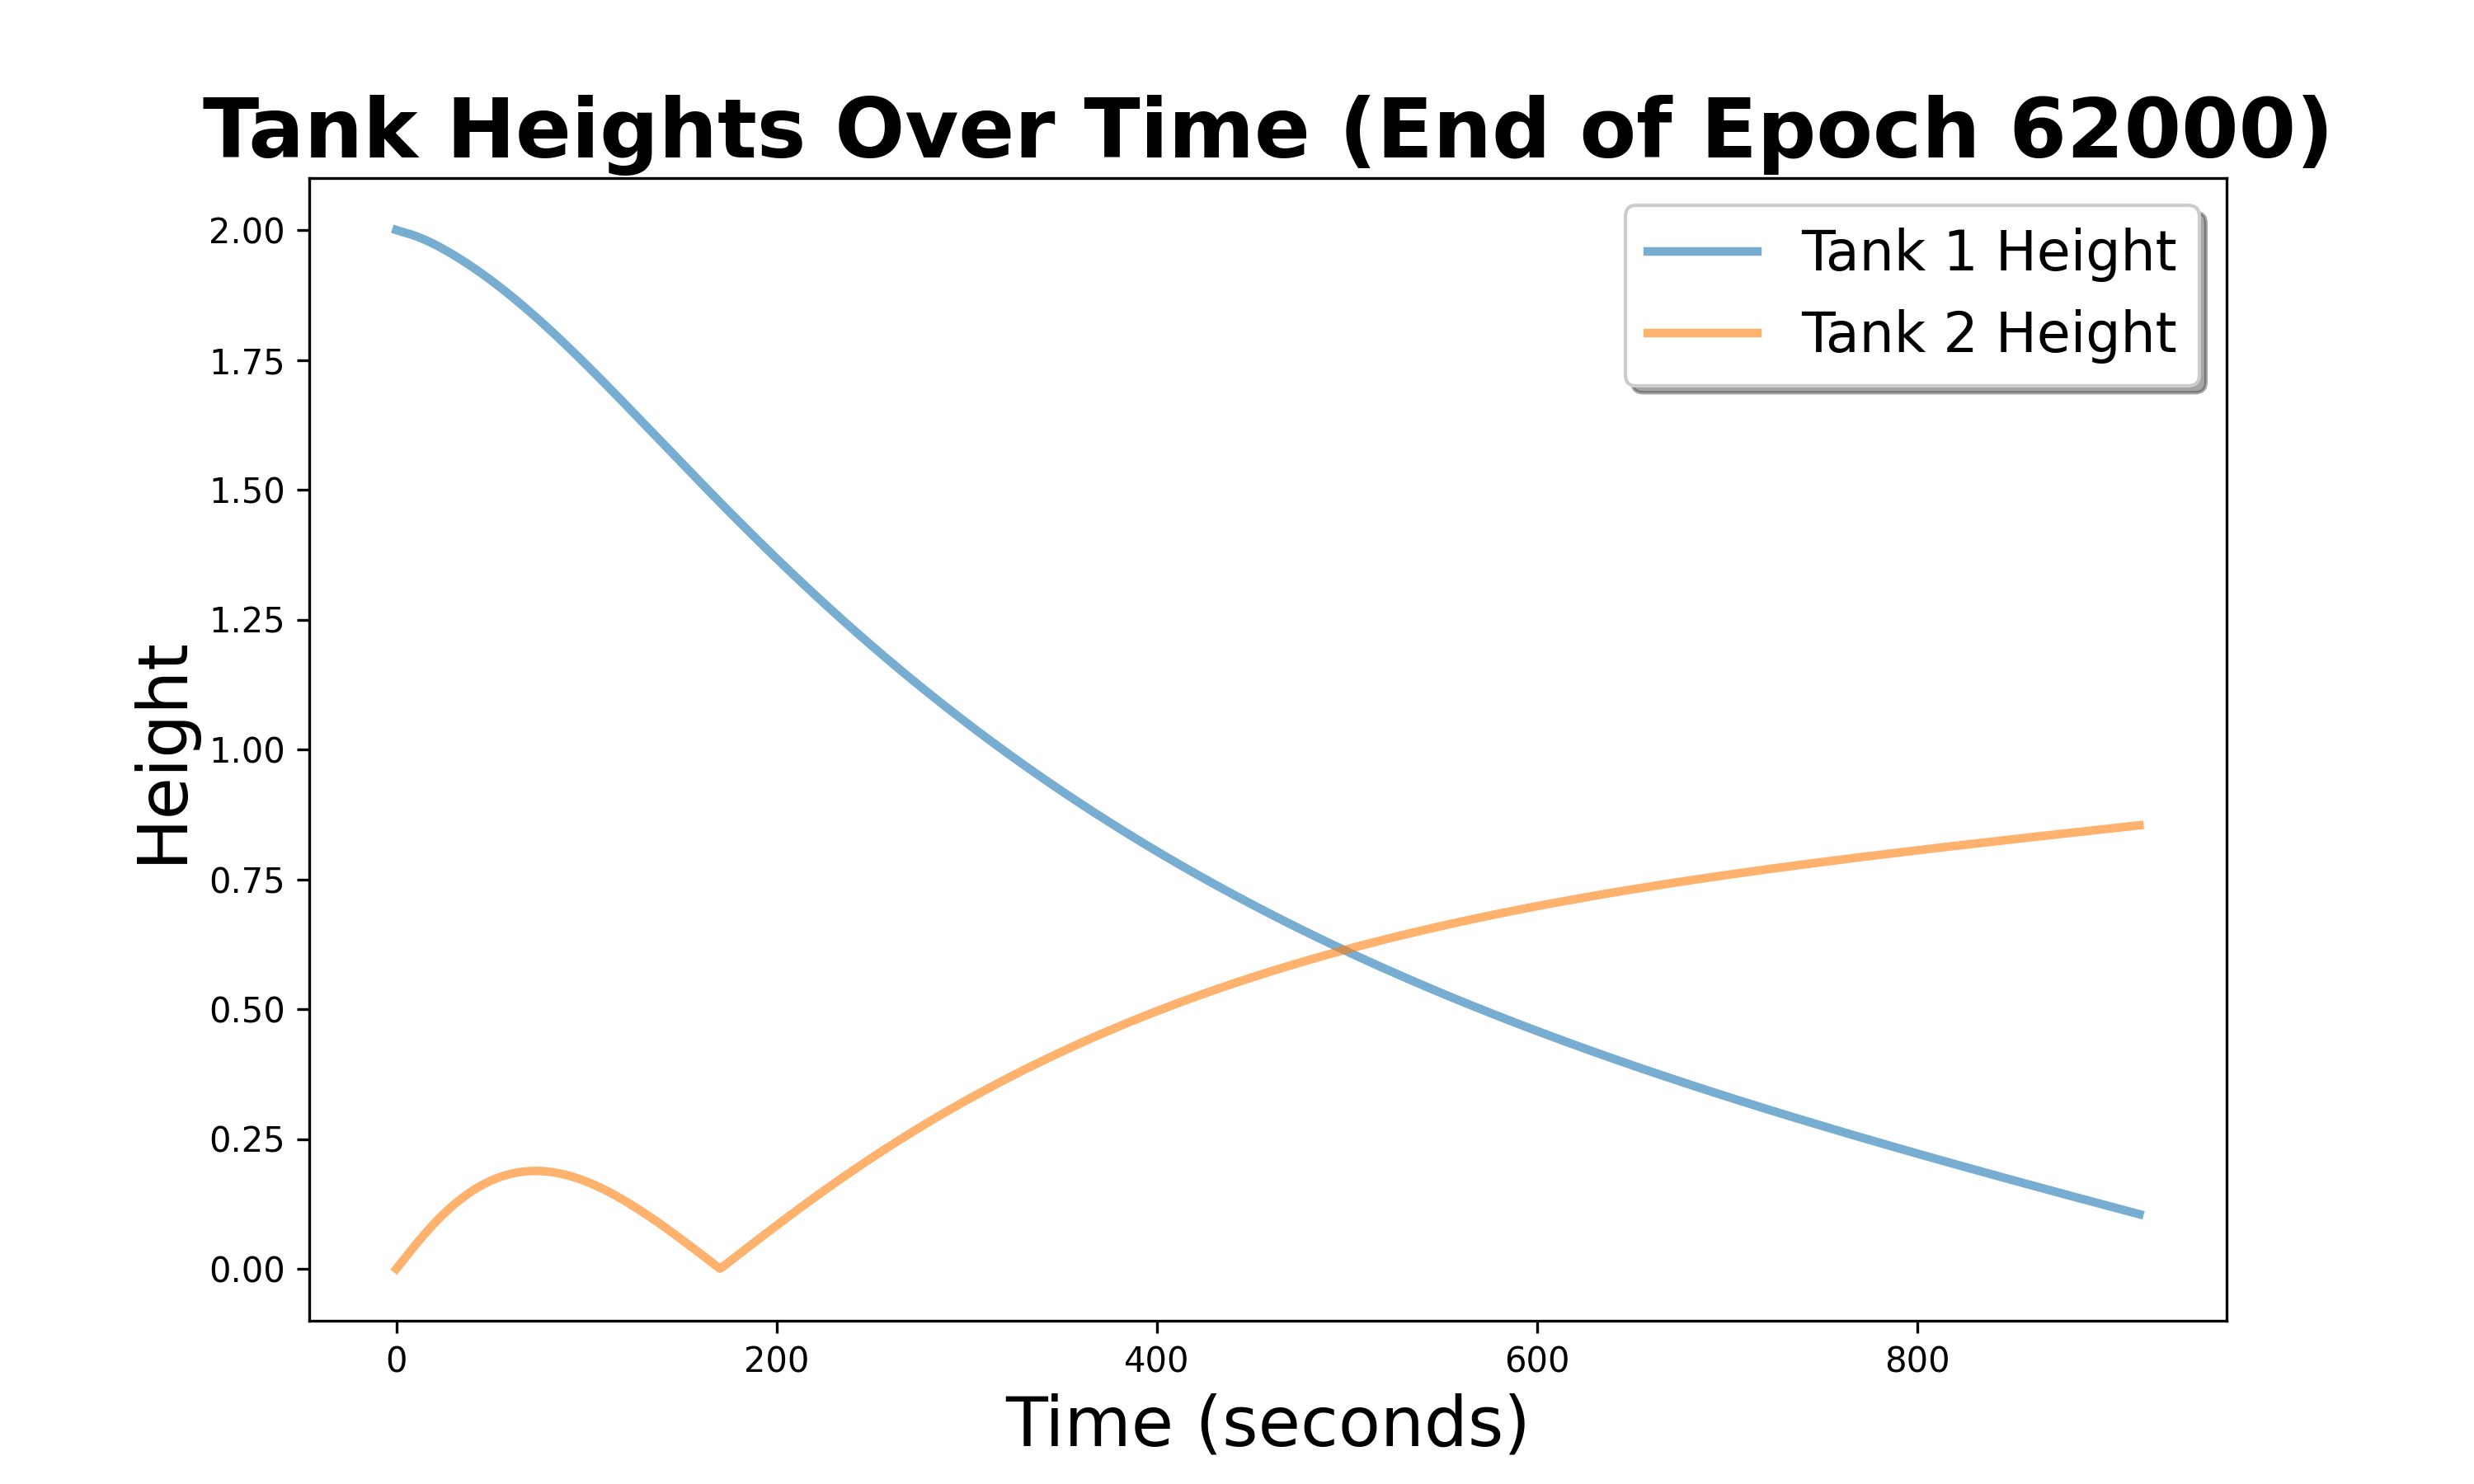 Tank Heights Over Time (End of Epoch 62000)
Tank 1 Height
Tank 2 Height
Height
2.00
1.75
1.50
1.25
1.00
0.75
0.50
0.25
0.00
0 200 400 600 800
Time (seconds)